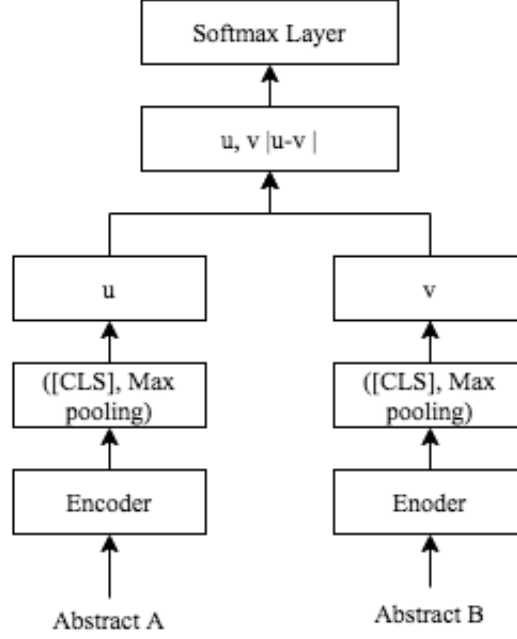 Softmax Layer
u, v |u-v |
u
v
([CLS], Max
pooling)
([CLS], Max
pooling)
Encoder
Enoder
Abstract A
Abstract B